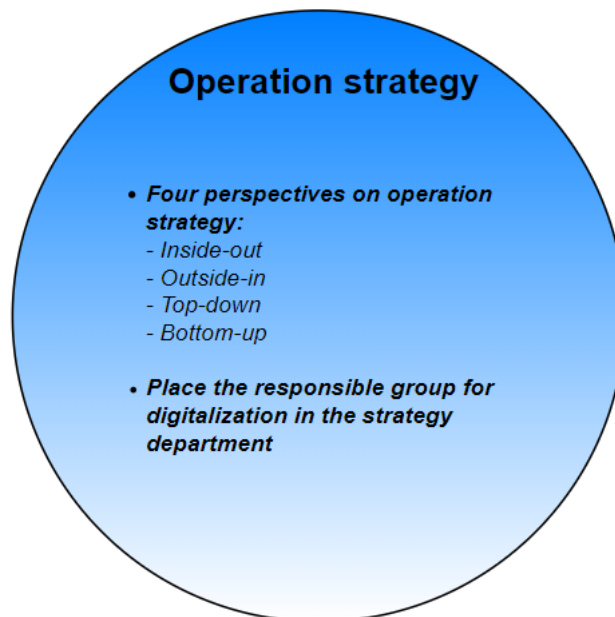 Operation strategy
• Four perspectives on operation
strategy:
- Inside-out
- Outside-in
- Top-down
- Bottom-up
• Place the responsible group for
digitalization in the strategy
department